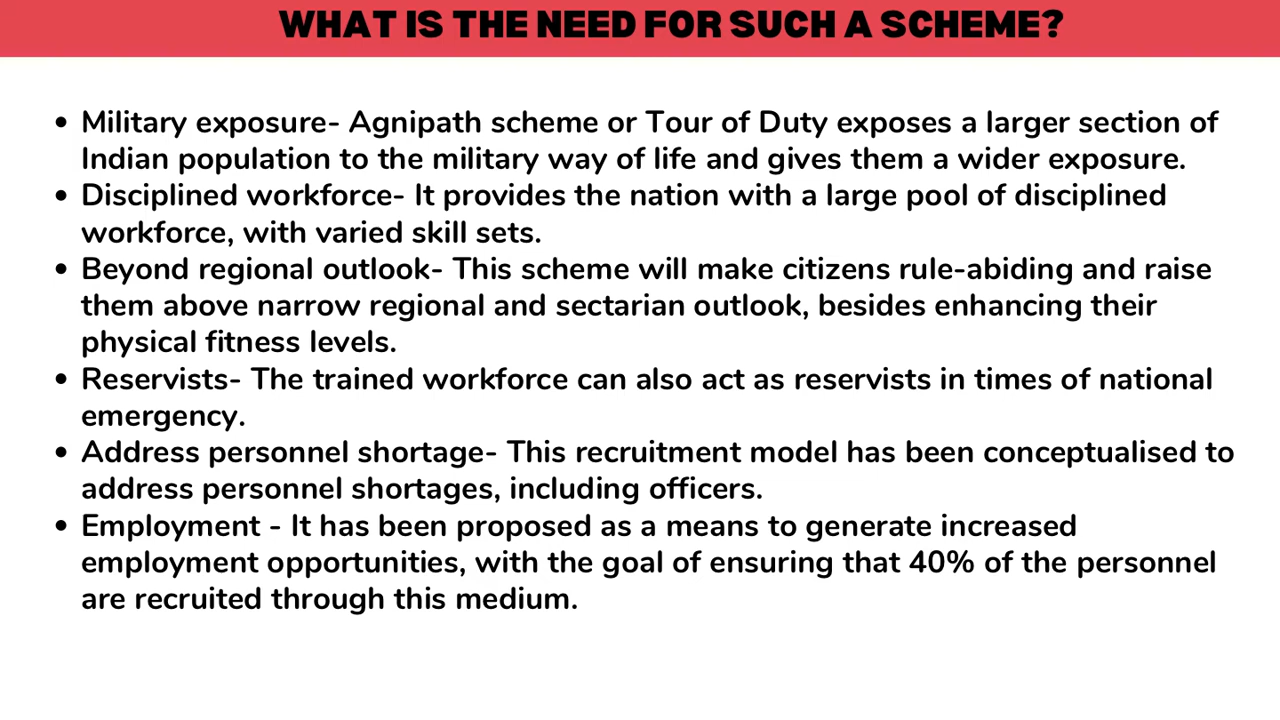 WHAT IS THE NEED FOR SUCH A SCHEME?
• Military exposure- Agnipath scheme or Tour of Duty exposes a larger section of
Indian population to the military way of life and gives them a wider exposure.
• Disciplined workforce- It provides the nation with a large pool of disciplined
workforce, with varied skill sets.
• Beyond regional outlook- This scheme will make citizens rule-abiding and raise
them above narrow regional and sectarian outlook, besides enhancing their
physical fitness levels.
• Reservists- The trained workforce can also act as reservists in times of national
emergency.
• Address personnel shortage- This recruitment model has been conceptualised to
address personnel shortages, including officers.
• Employment - It has been proposed as a means to generate increased
employment opportunities, with the goal of ensuring that 40% of the personnel
are recruited through this medium.